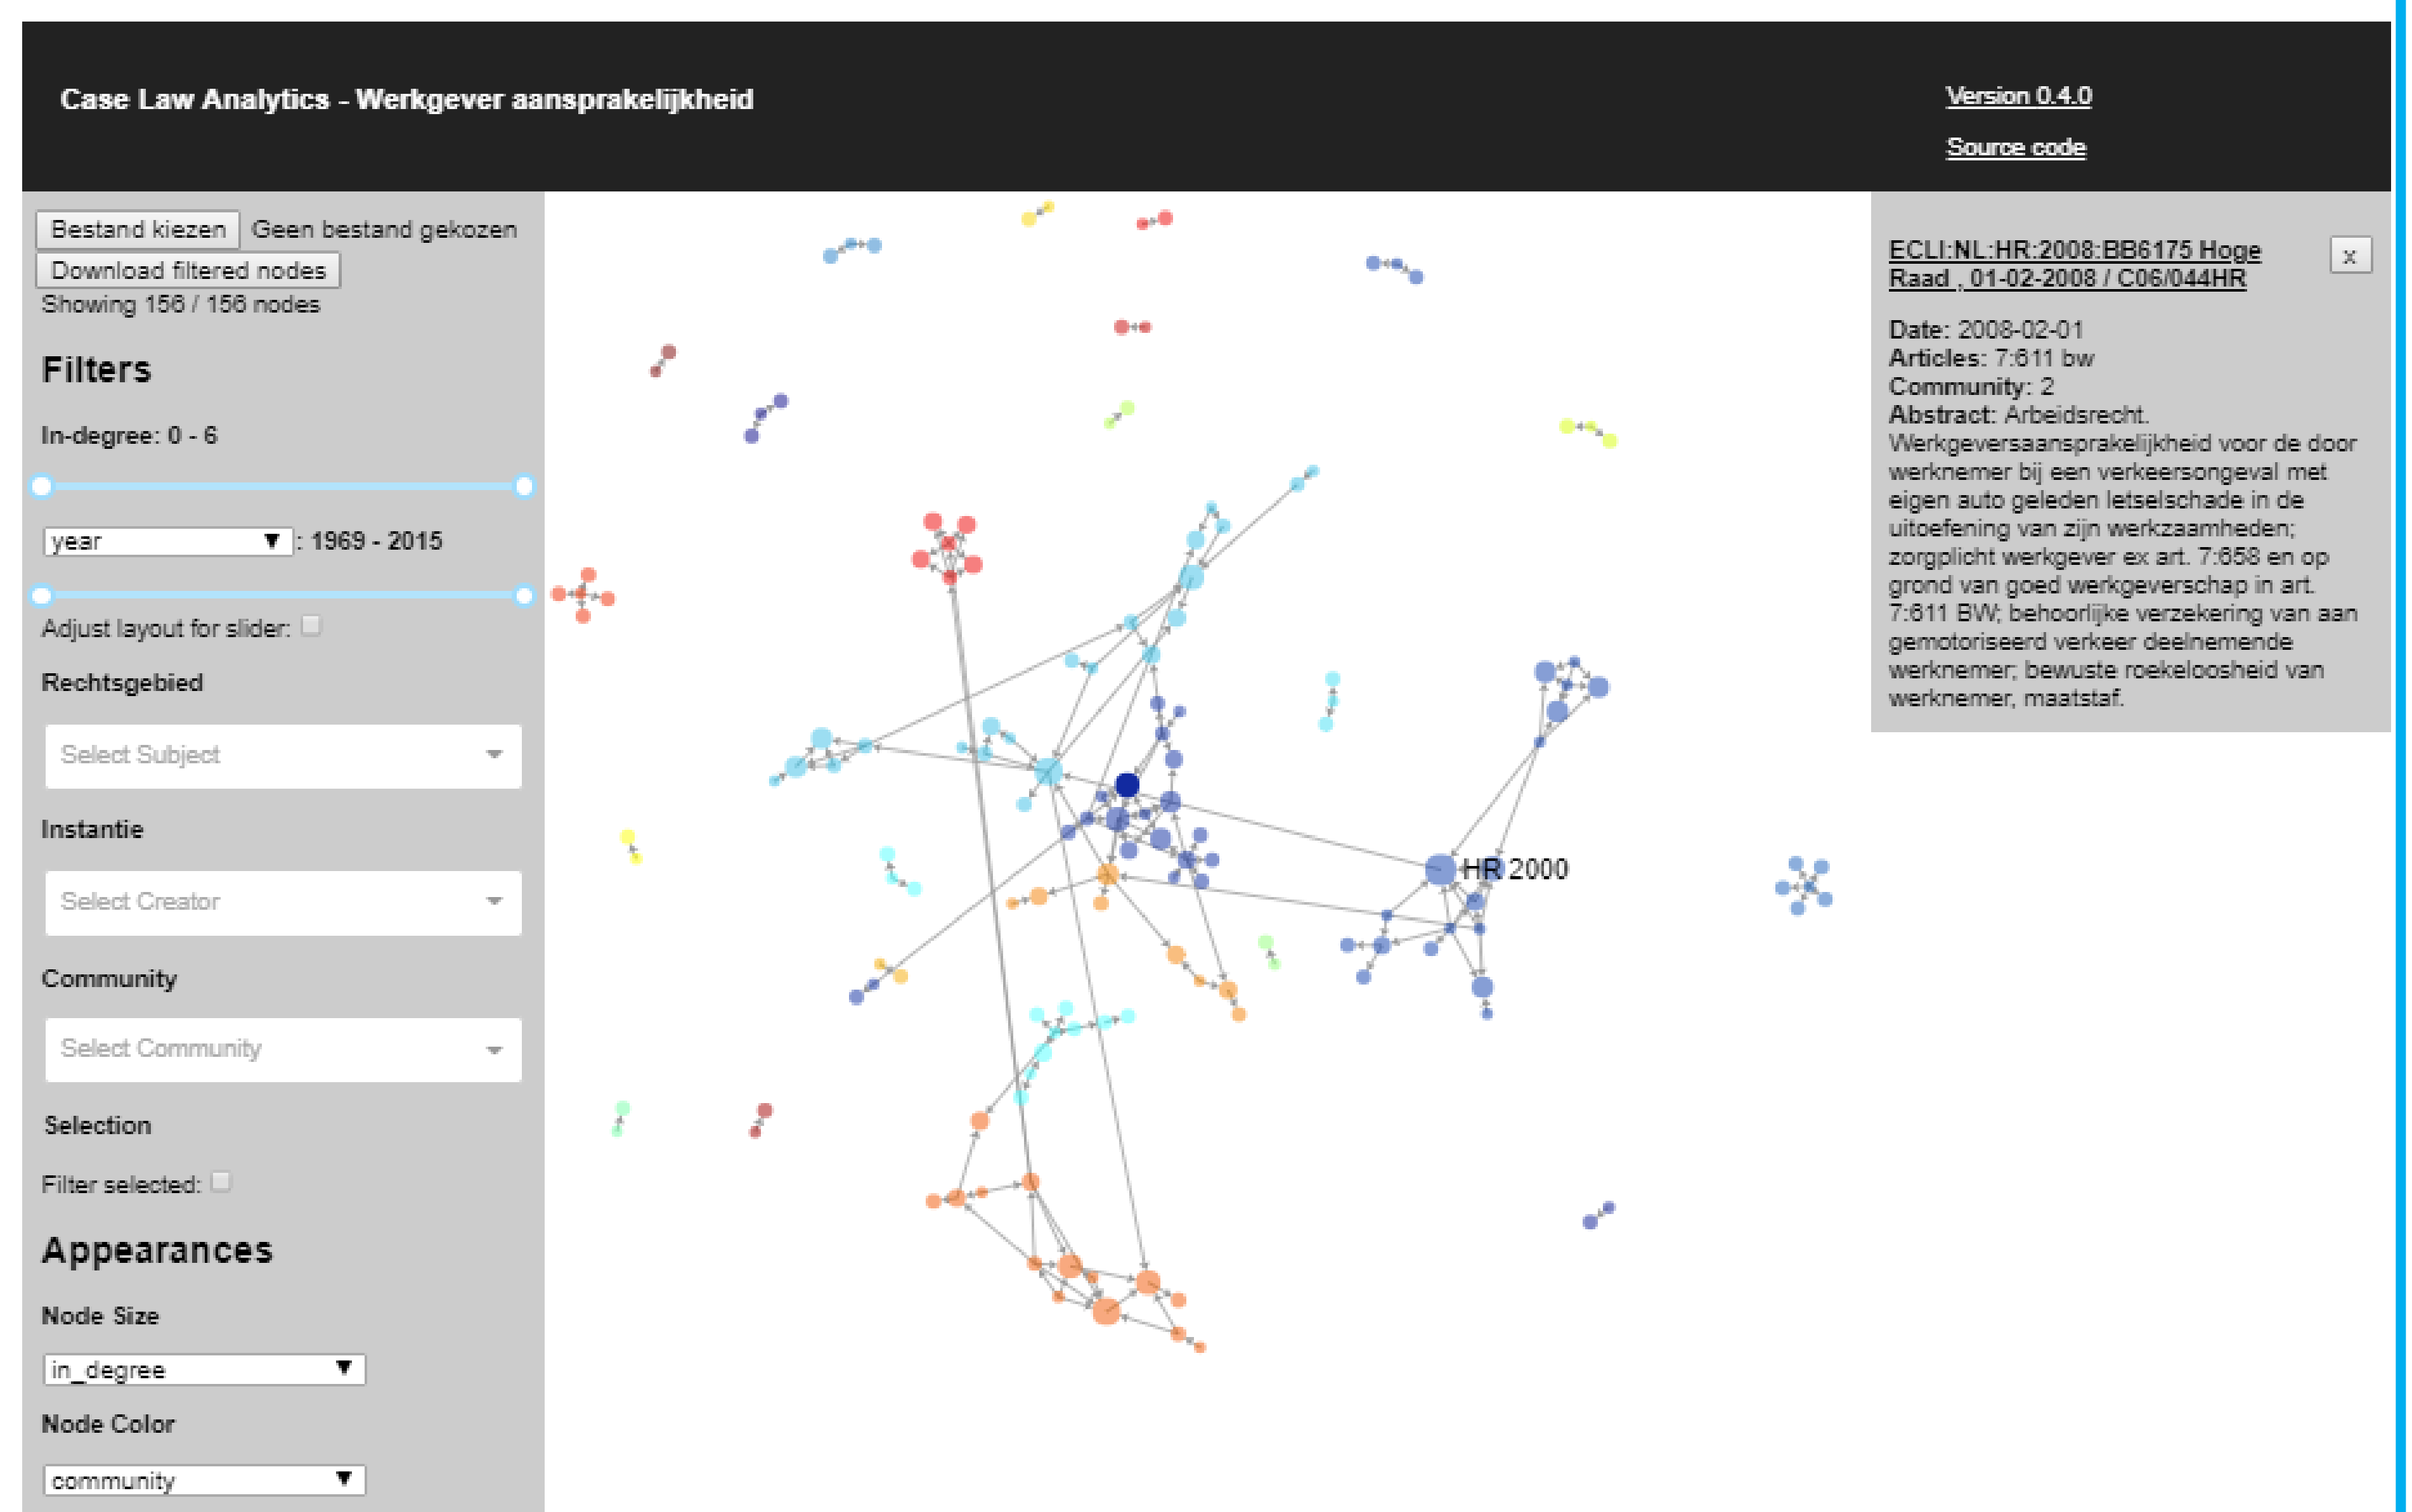 Case Law Analytics - Werkgever aansprakelijkheid
Version 0.4.0
Source code
Bestand kiezen Geen bestand gekozen
Download filtered nodes
Showing 156 / 156 nodes
Filters
In-degree: 0 - 6
year ▼ : 1969 - 2015
Adjust layout for slider:
Rechtsgebied
Select Subject
Instantie
Select Creator
Community
Select Community
Selection
Filter selected:
Appearances
Node Size
in_degree ▼
Node Color
community ▼
HR 2000
ECLI:NL:HR:2008:BB6175 Hoge
Raad , 01-02-2008 / C06/044HR
x
Date: 2008-02-01
Articles: 7:611 bw
Community: 2
Abstract: Arbeidsrecht.
Werkgeversaansprakelijkheid voor de door
werknemer bij een verkeersongeval met
eigen auto geleden letselschade in de
uitoefening van zijn werkzaamheden;
zorgplicht werkgever ex art. 7:658 en op
grond van goed werkgeverschap in art.
7:611 BW; behoorlijke verzekering van aan
gemotoriseerd verkeer deelnemende
werknemer; bewuste roekeloosheid van
werknemer, maatstaf.